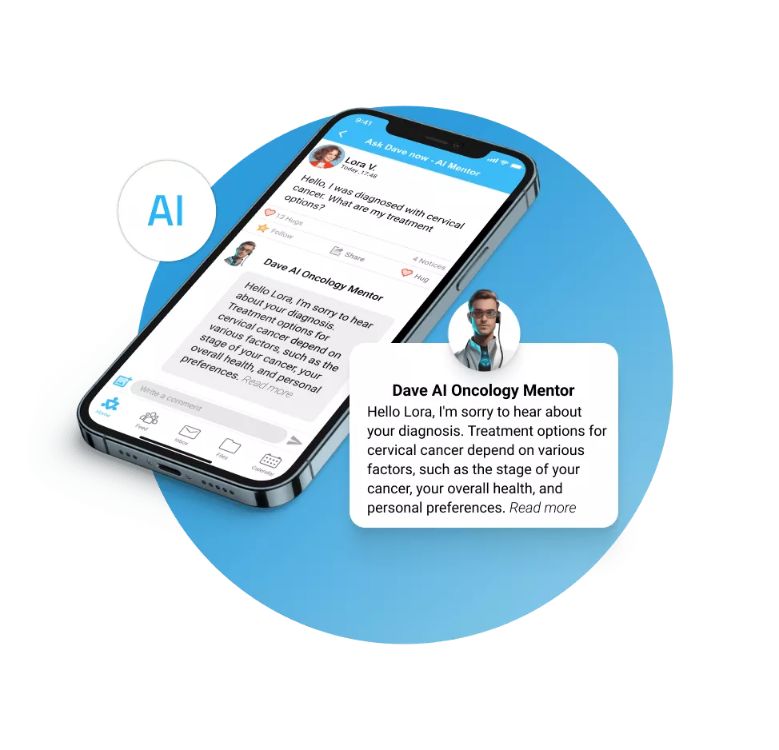 AI
9:41
Ask Dave now - AI Mentor
Lora V.
Today, 17:48
Hello, I was diagnosed with cervical
cancer. What are my treatment
options?
13 Hugs
4 Notices
Follow
Share
Hug
Dave AI Oncology Mentor
Hello Lora, I'm sorry to hear
about your diagnosis.
Treatment options for
cervical cancer depend on
various factors, such as the
stage of your cancer, your
overall health, and personal
preferences. Read more
Write a comment
Home
Feed
Inbox
Files
Calendar
Dave AI Oncology Mentor
Hello Lora, I'm sorry to hear about
your diagnosis. Treatment options for
cervical cancer depend on various
factors, such as the stage of your
cancer, your overall health, and
personal preferences. Read more